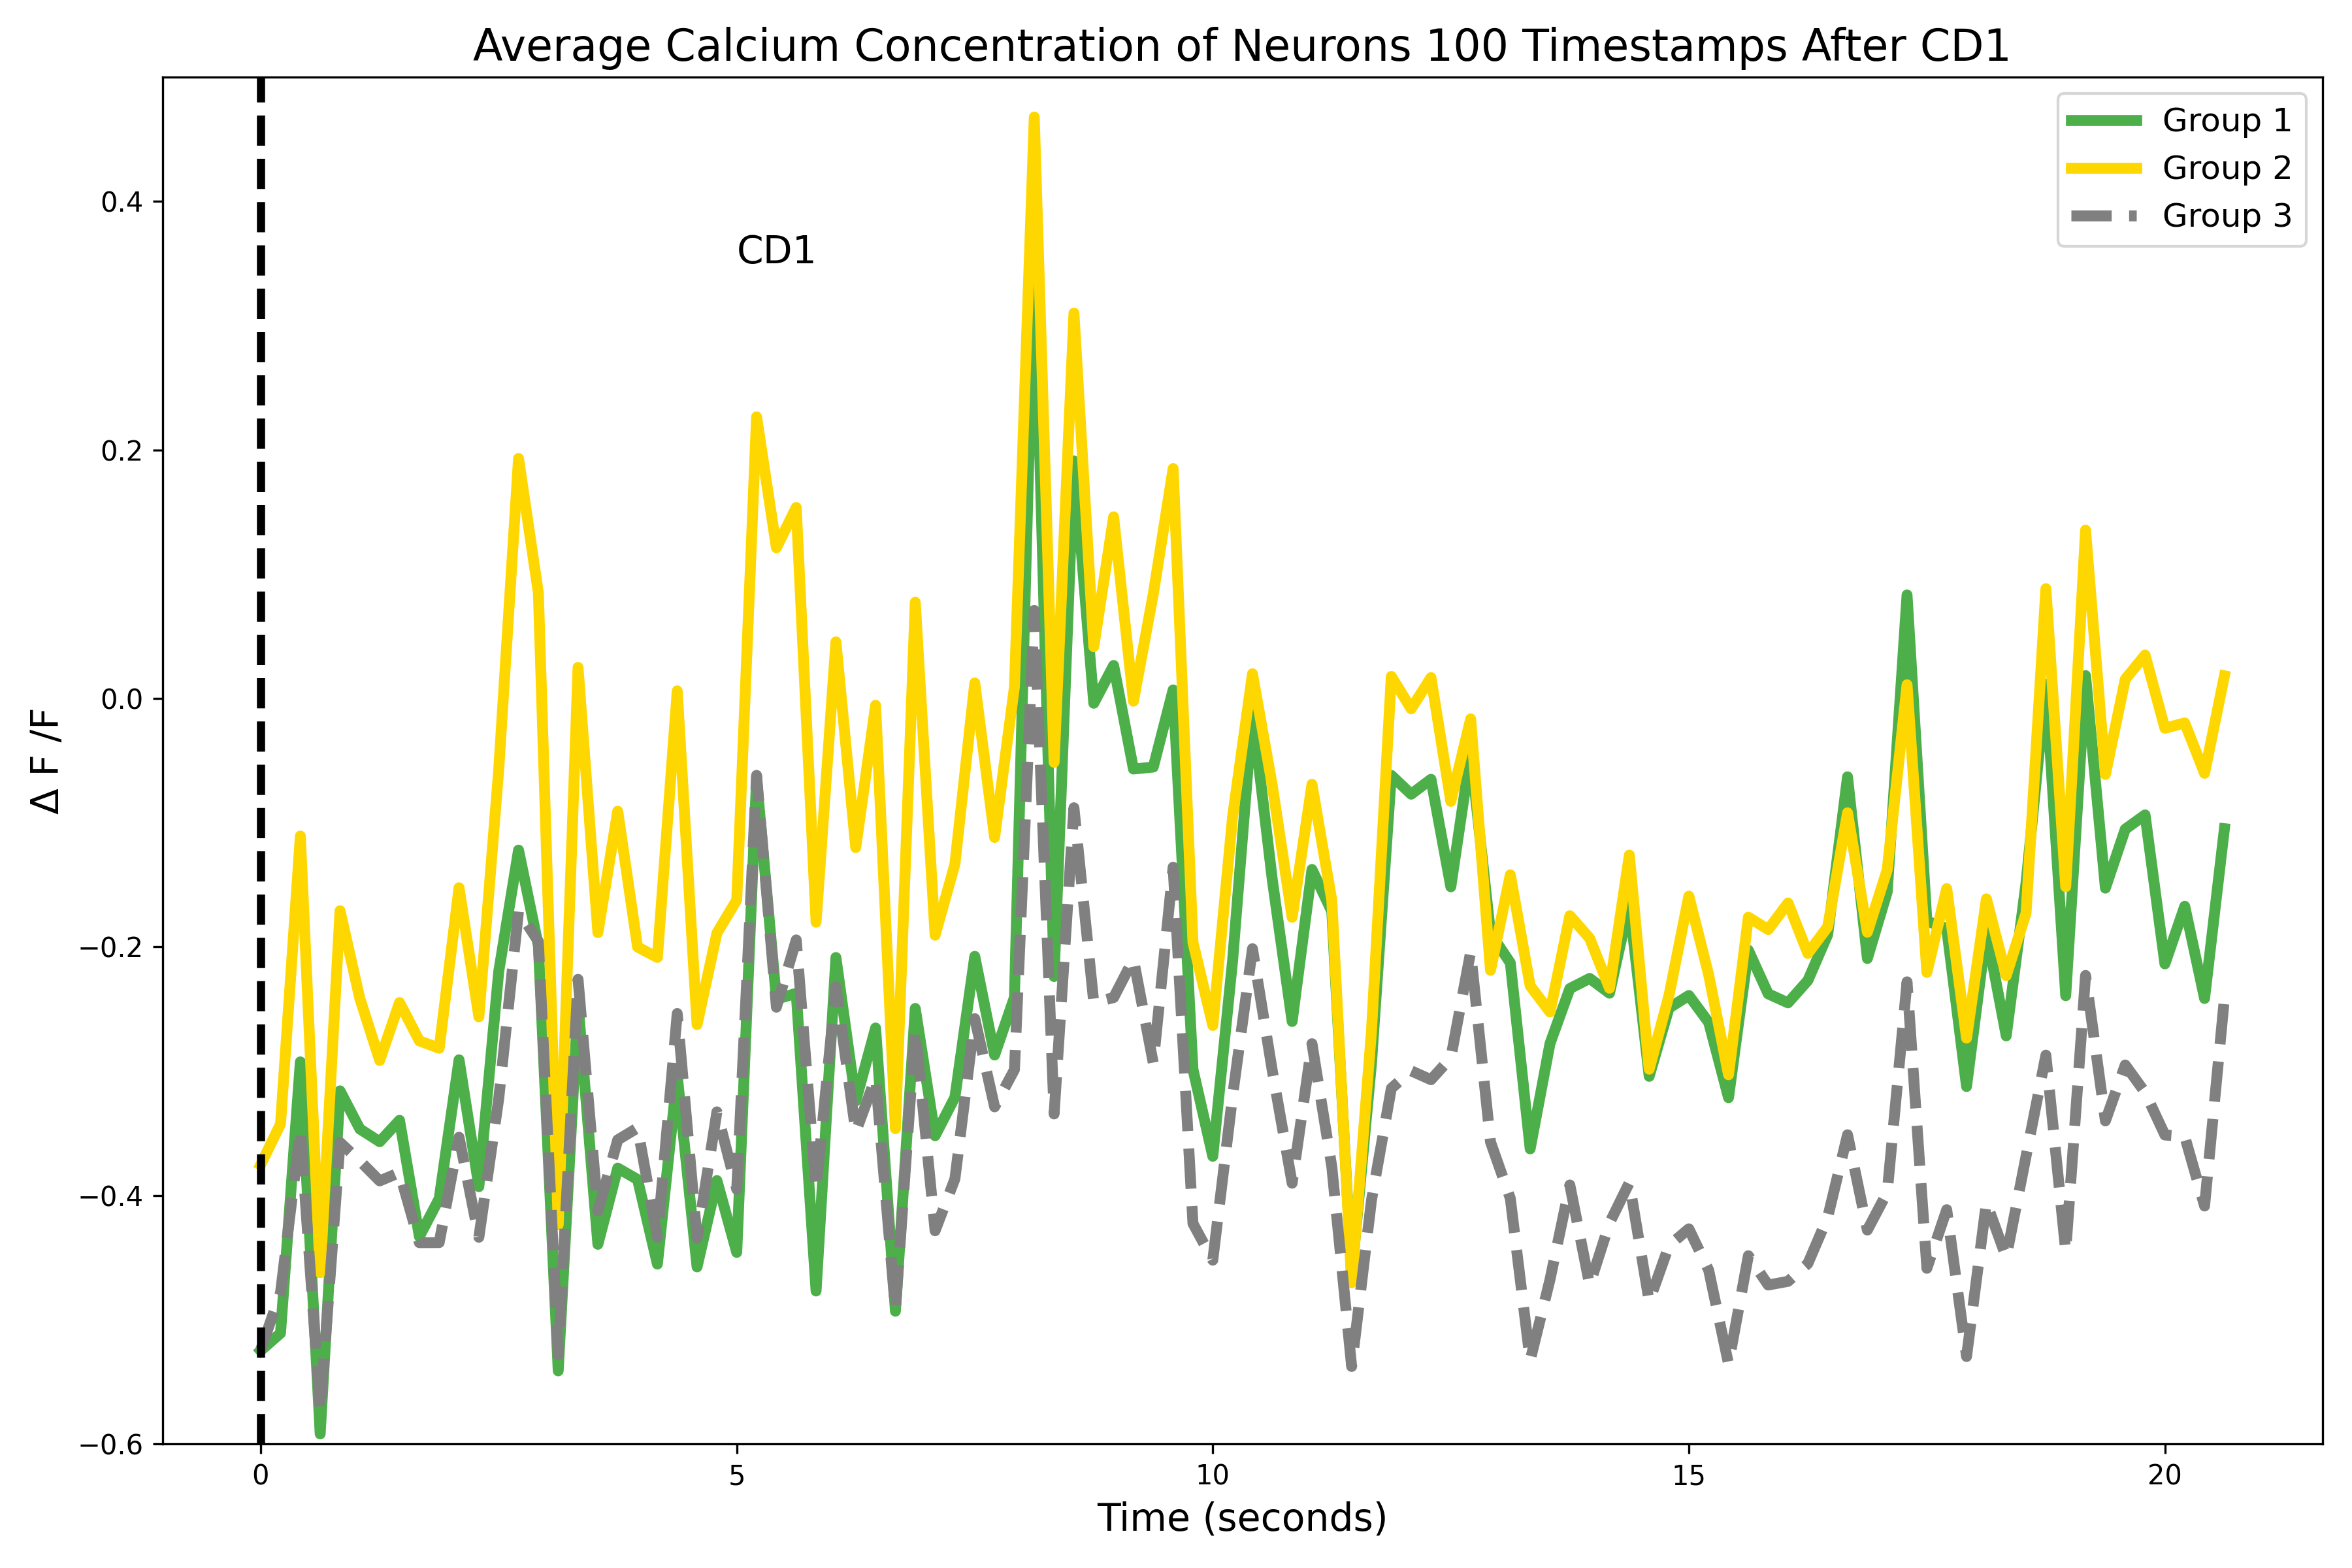 Average Calcium Concentration of Neurons 100 Timestamps After CD1
Group 1
Group 2
Group 3
CD1
Δ F /F
0.4
0.2
0.0
−0.2
−0.4
−0.6
0 5 10 15 20
Time (seconds)